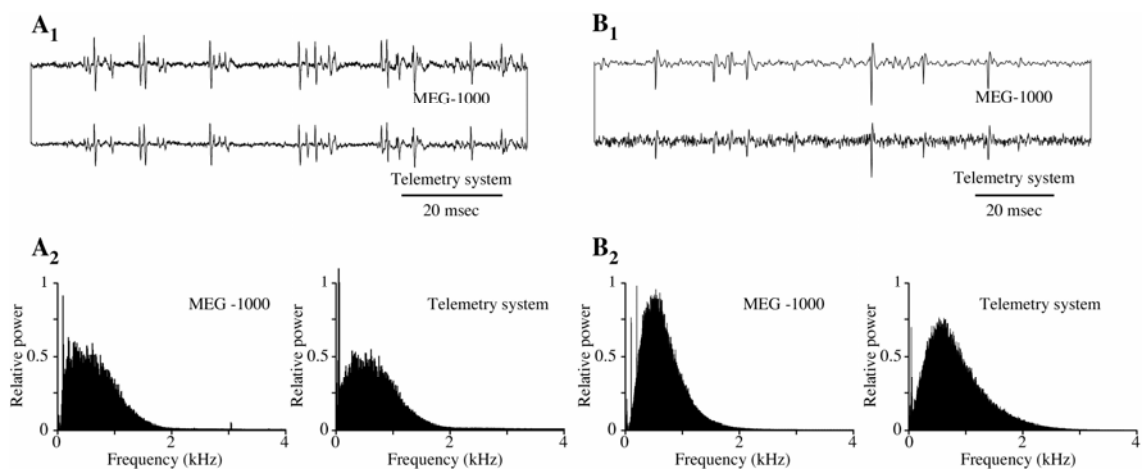 A1
MEG-1000
Telemetry system
20 msec
B1
MEG-1000
Telemetry system
20 msec
A2
Relative power
1
0.5
0
MEG -1000
0 2 4
Frequency (kHz)
Relative power
1
0.5
0
Telemetry system
0 2 4
Frequency (kHz)
B2
Relative power
1
0.5
0
MEG -1000
0 2 4
Frequency (kHz)
Relative power
1
0.5
0
Telemetry system
0 2 4
Frequency (kHz)